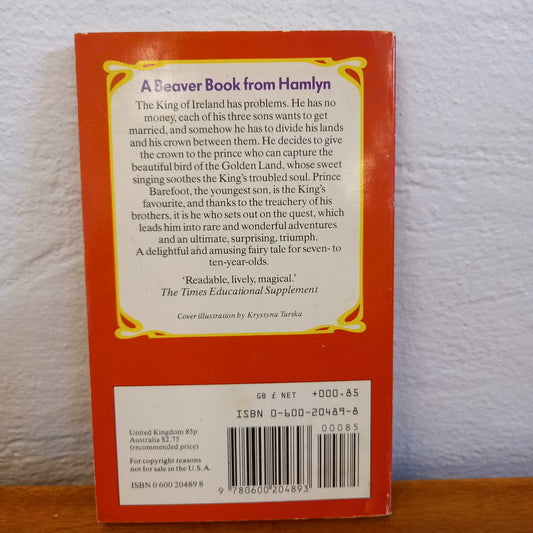 A Beaver Book from Hamlyn
The King of Ireland has problems. He has no
money, each of his three sons wants to get
married, and somehow he has to divide his lands
and his crown between them. He decides to give
the crown to the prince who can capture the
beautiful bird of the Golden Land, whose sweet
singing soothes the King's troubled soul. Prince
Barefoot, the youngest son, is the King's
favourite, and thanks to the treachery of his
brothers, it is he who sets out on the quest, which
leads him into rare and wonderful adventures
and an ultimate, surprising, triumph.
A delightful and amusing fairy tale for seven- to
ten-year-olds.
'Readable, lively, magical.'
The Times Educational Supplement
Cover illustration by Krystyna Turska
GB £ NET +000.85
ISBN 0-600-20489-8
00085
United Kingdom 85p
Australia $2.75
(recommended price)
For copyright reasons
not for sale in the U.S.A.
ISBN 0 600 20489 8
9 780600 204893